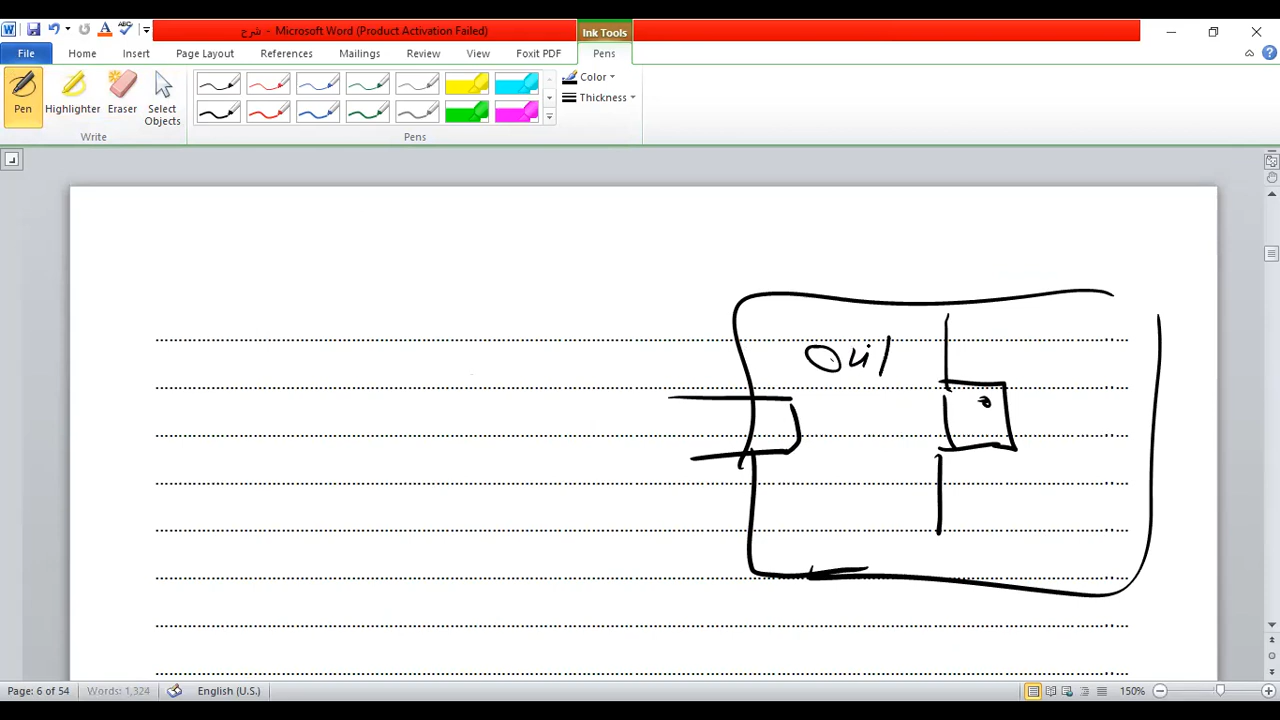 شرح - Microsoft Word (Product Activation Failed)
Ink Tools
File Home Insert Page Layout References Mailings Review View Foxit PDF Pens
Pen Highlighter Eraser Select Objects
Color
Thickness
Write Pens
Oil
Page: 6 of 54 Words: 1,324 English (U.S.) 150%